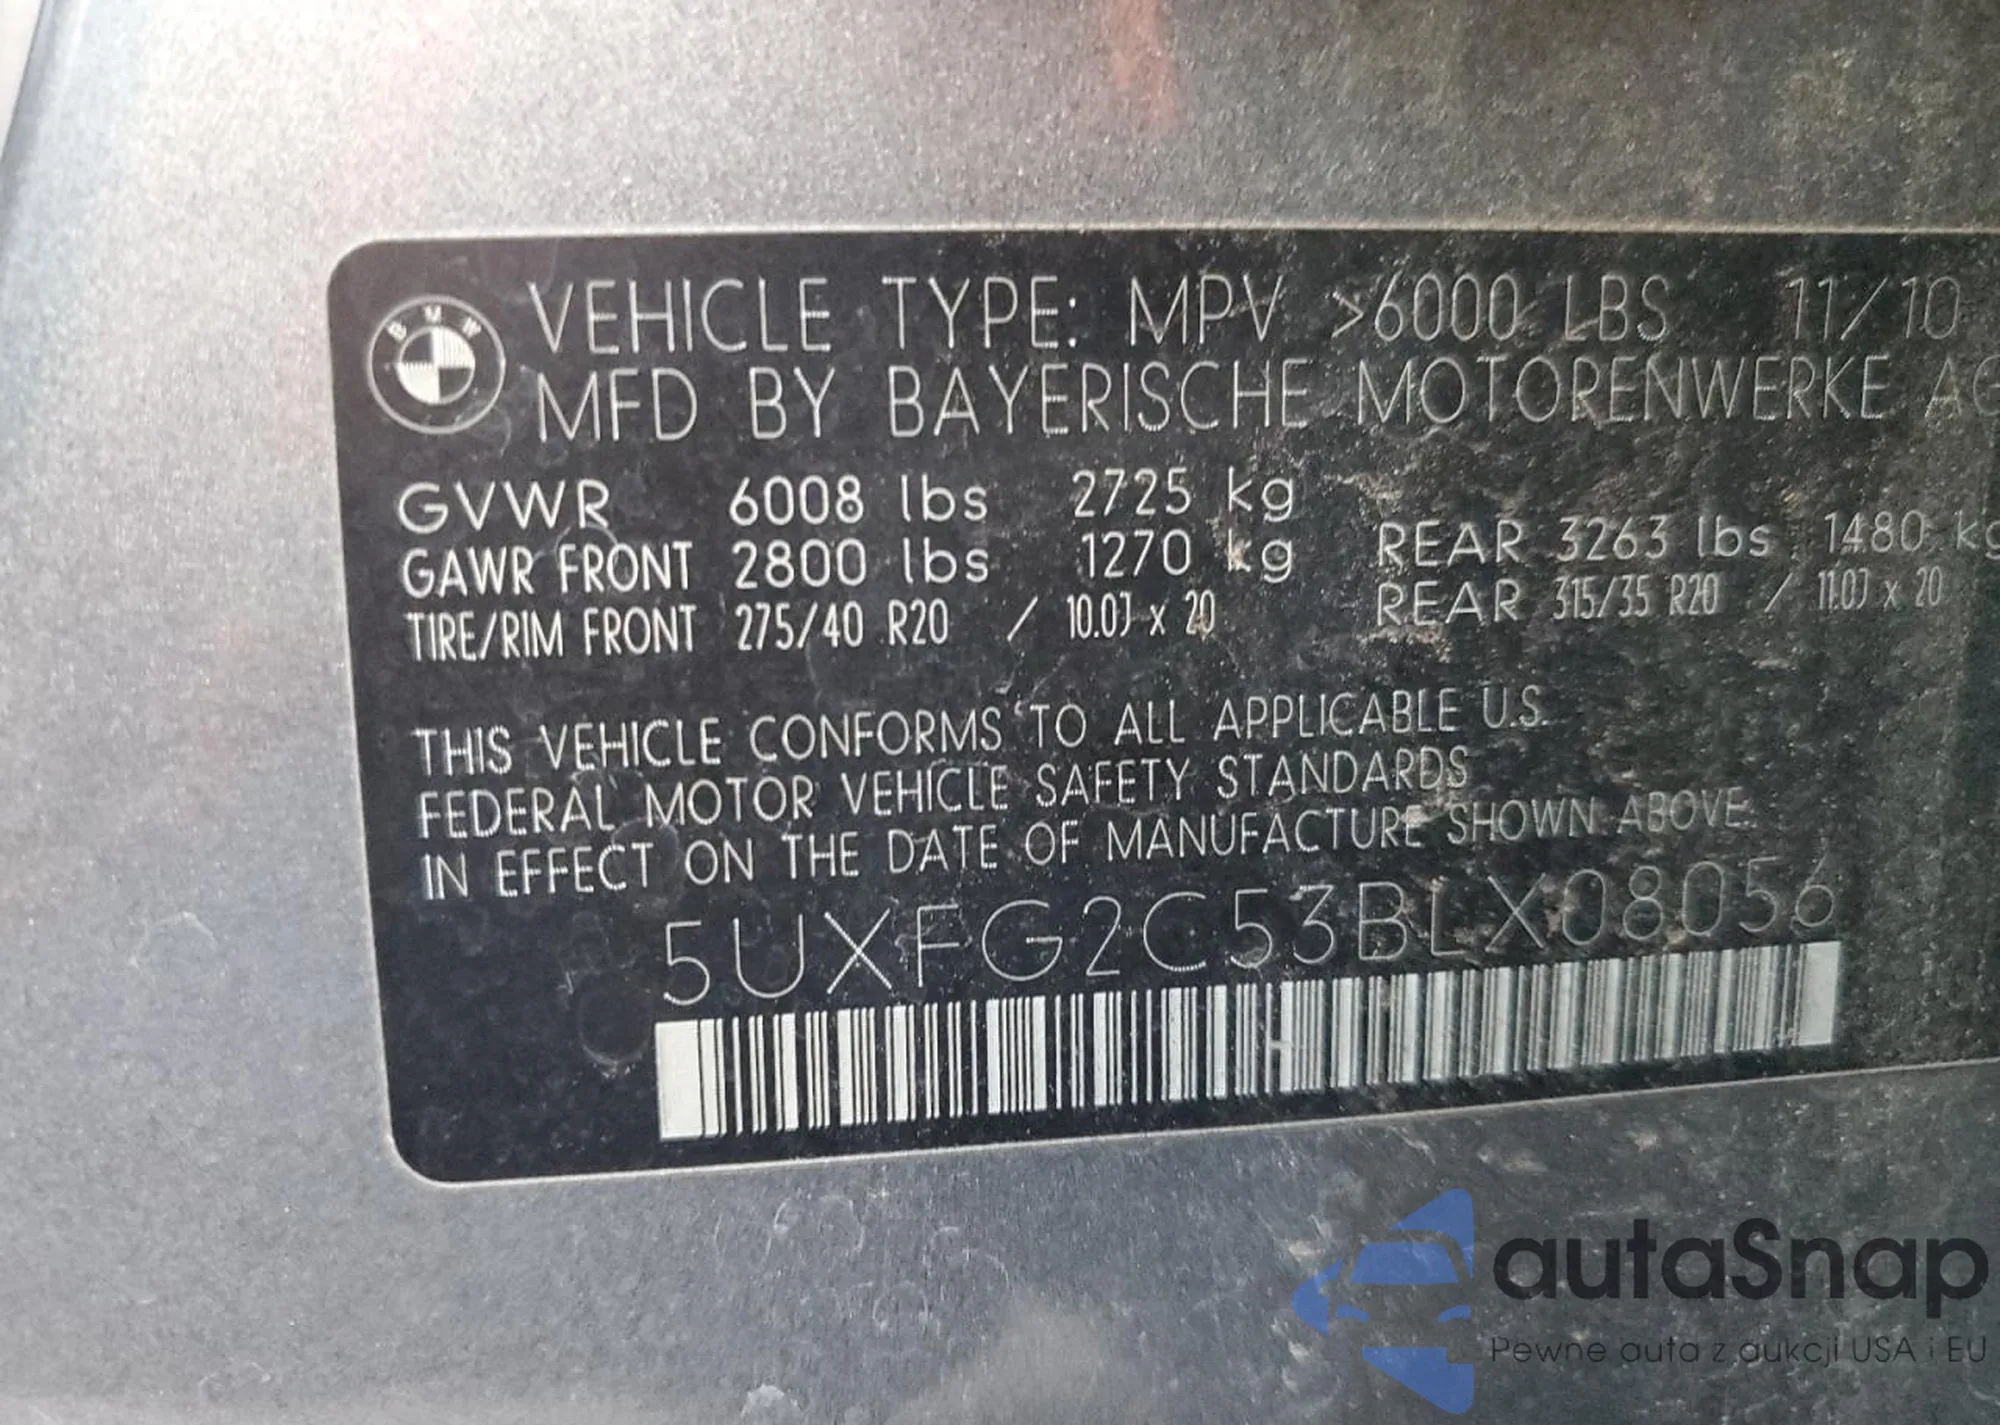 BMW
VEHICLE TYPE: MPV >6000 LBS 11/10
MFD BY BAYERISCHE MOTORENWERKE AG
GVWR 6008 lbs 2725 kg
GAWR FRONT 2800 lbs 1270 kg REAR 3263 lbs 1480 kg
TIRE/RIM FRONT 275/40 R20 / 10.0J x 20 REAR 315/35 R20 / 11.0J x 20
THIS VEHICLE CONFORMS TO ALL APPLICABLE U.S.
FEDERAL MOTOR VEHICLE SAFETY STANDARDS
IN EFFECT ON THE DATE OF MANUFACTURE SHOWN ABOVE.
5UXFG2C53BLX08056
autaSnap
Pewne auta z aukcji USA i EU